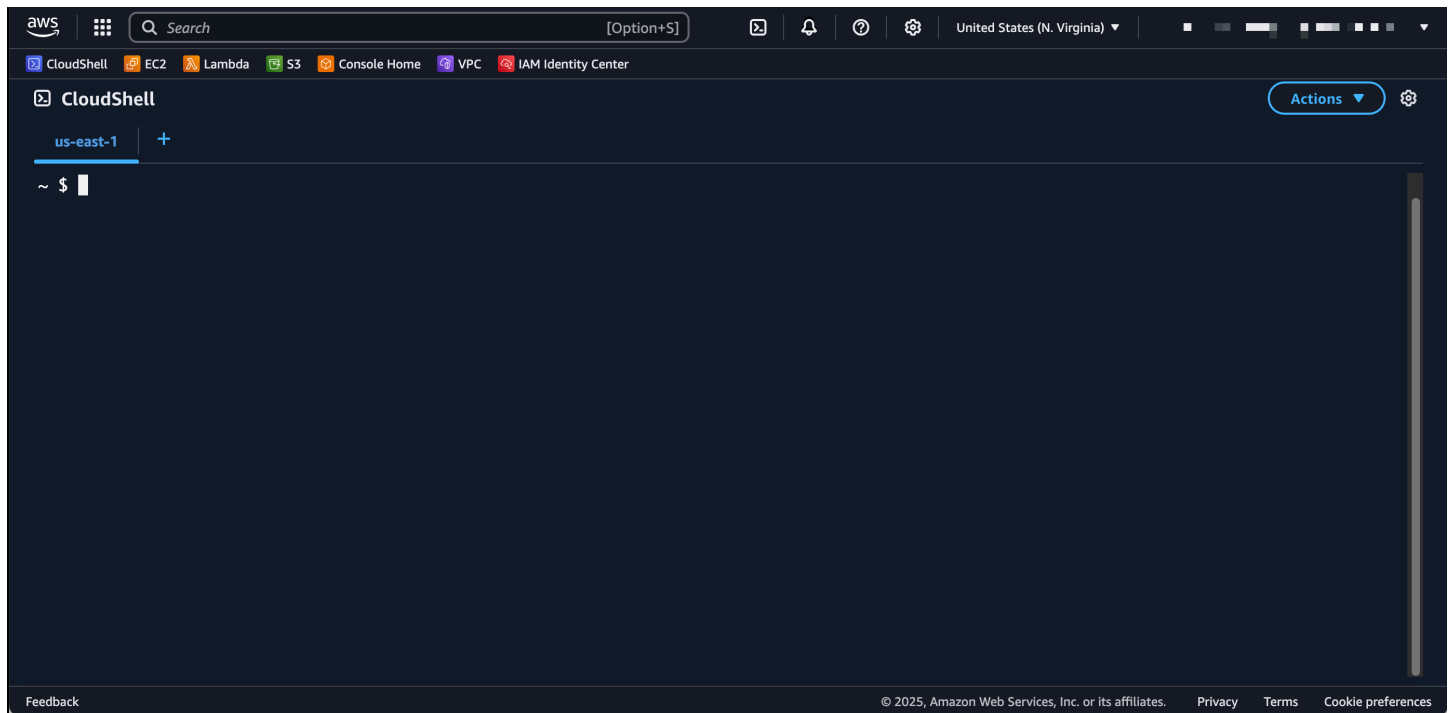 aws Search [Option+S] United States (N. Virginia)
CloudShell EC2 Lambda S3 Console Home VPC IAM Identity Center
CloudShell Actions
us-east-1 +
~ $
Feedback © 2025, Amazon Web Services, Inc. or its affiliates. Privacy Terms Cookie preferences